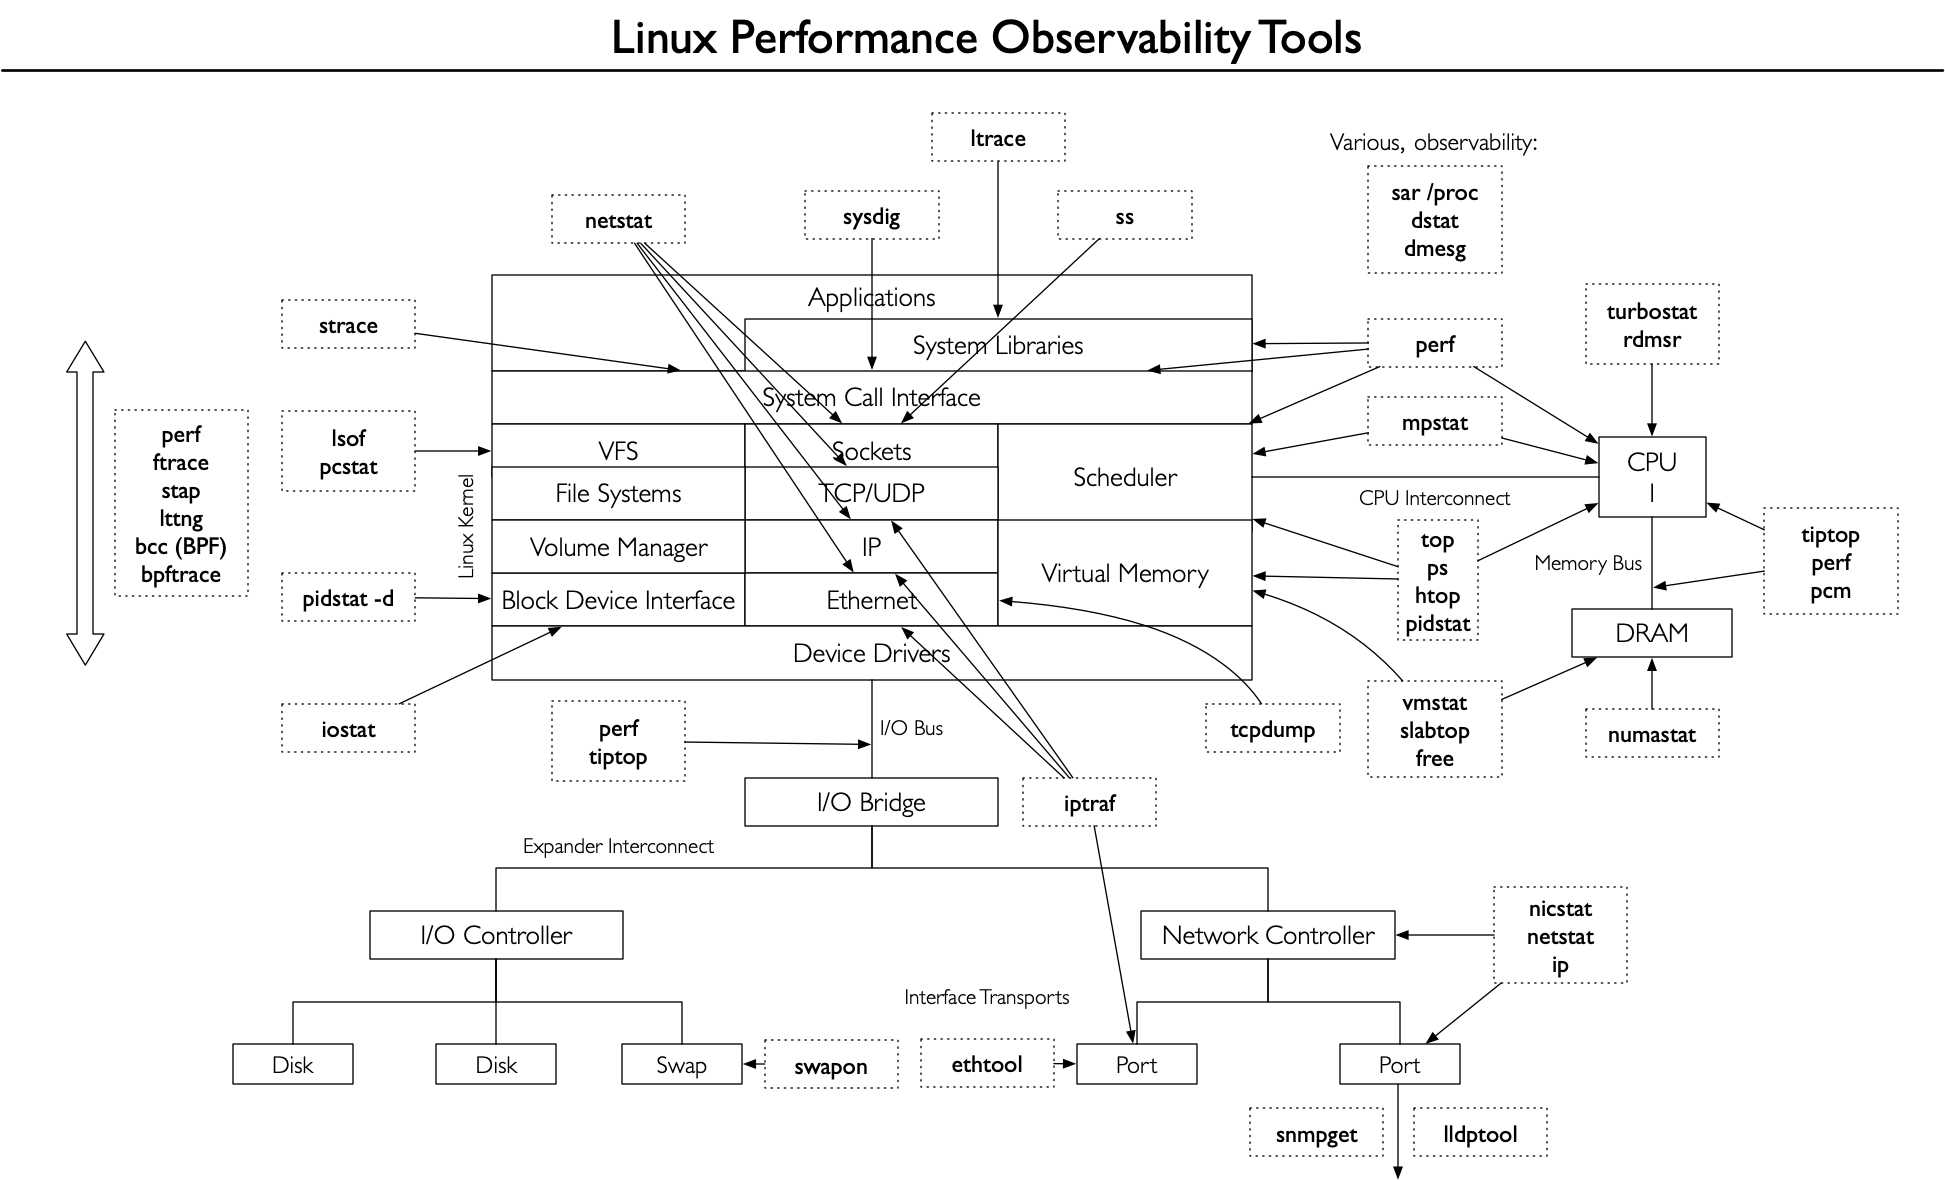 Linux Performance Observability Tools
ltrace
Various, observability:
sar /proc
dstat
dmesg
netstat
sysdig
ss
Applications
strace
System Libraries
perf
turbostat
rdmsr
System Call Interface
mpstat
perf
ftrace
stap
lttng
bcc (BPF)
bpftrace
lsof
pcstat
Linux Kernel
VFS
Sockets
Scheduler
CPU
1
File Systems
TCP/UDP
CPU Interconnect
Volume Manager
IP
Virtual Memory
top
ps
htop
pidstat
Memory Bus
tiptop
perf
pcm
pidstat -d
Block Device Interface
Ethernet
DRAM
Device Drivers
iostat
perf
tiptop
I/O Bus
tcpdump
vmstat
slabtop
free
numastat
I/O Bridge
iptraf
Expander Interconnect
I/O Controller
Network Controller
nicstat
netstat
ip
Interface Transports
Disk
Disk
Swap
swapon
ethtool
Port
Port
snmpget
lldptool